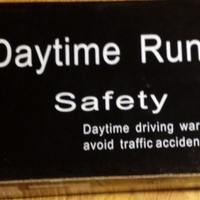 Daytime Run
Safety
Daytime driving war
avoid traffic acciden